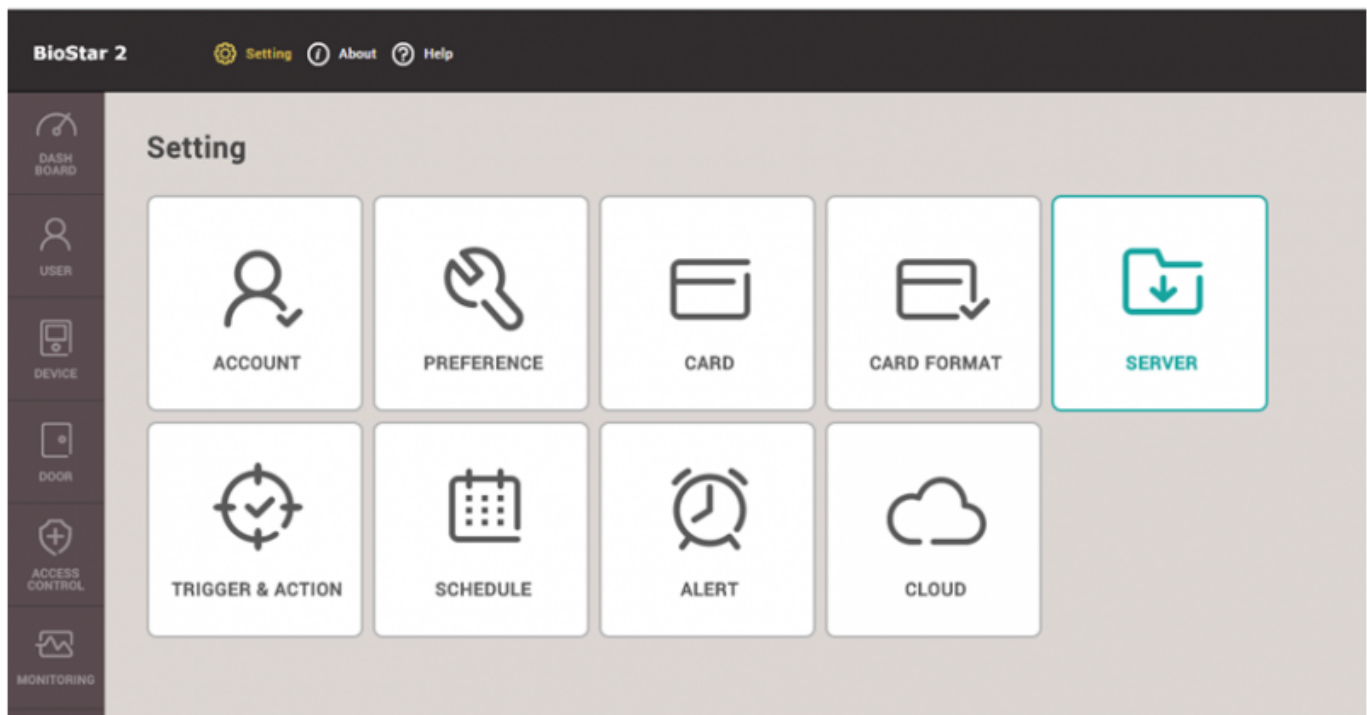 BioStar 2
Setting
About
Help
DASH
BOARD
USER
DEVICE
DOOR
ACCESS
CONTROL
MONITORING
Setting
ACCOUNT
PREFERENCE
CARD
CARD FORMAT
SERVER
TRIGGER & ACTION
SCHEDULE
ALERT
CLOUD